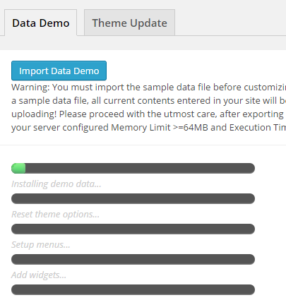 Data Demo
Theme Update
Import Data Demo
Warning: You must import the sample data file before customizi
a sample data file, all current contents entered in your site will b
uploading! Please proceed with the utmost care, after exporting
your server configured Memory Limit >=64MB and Execution Tin
Installing demo data...
Reset theme options...
Setup menus...
Add widgets...